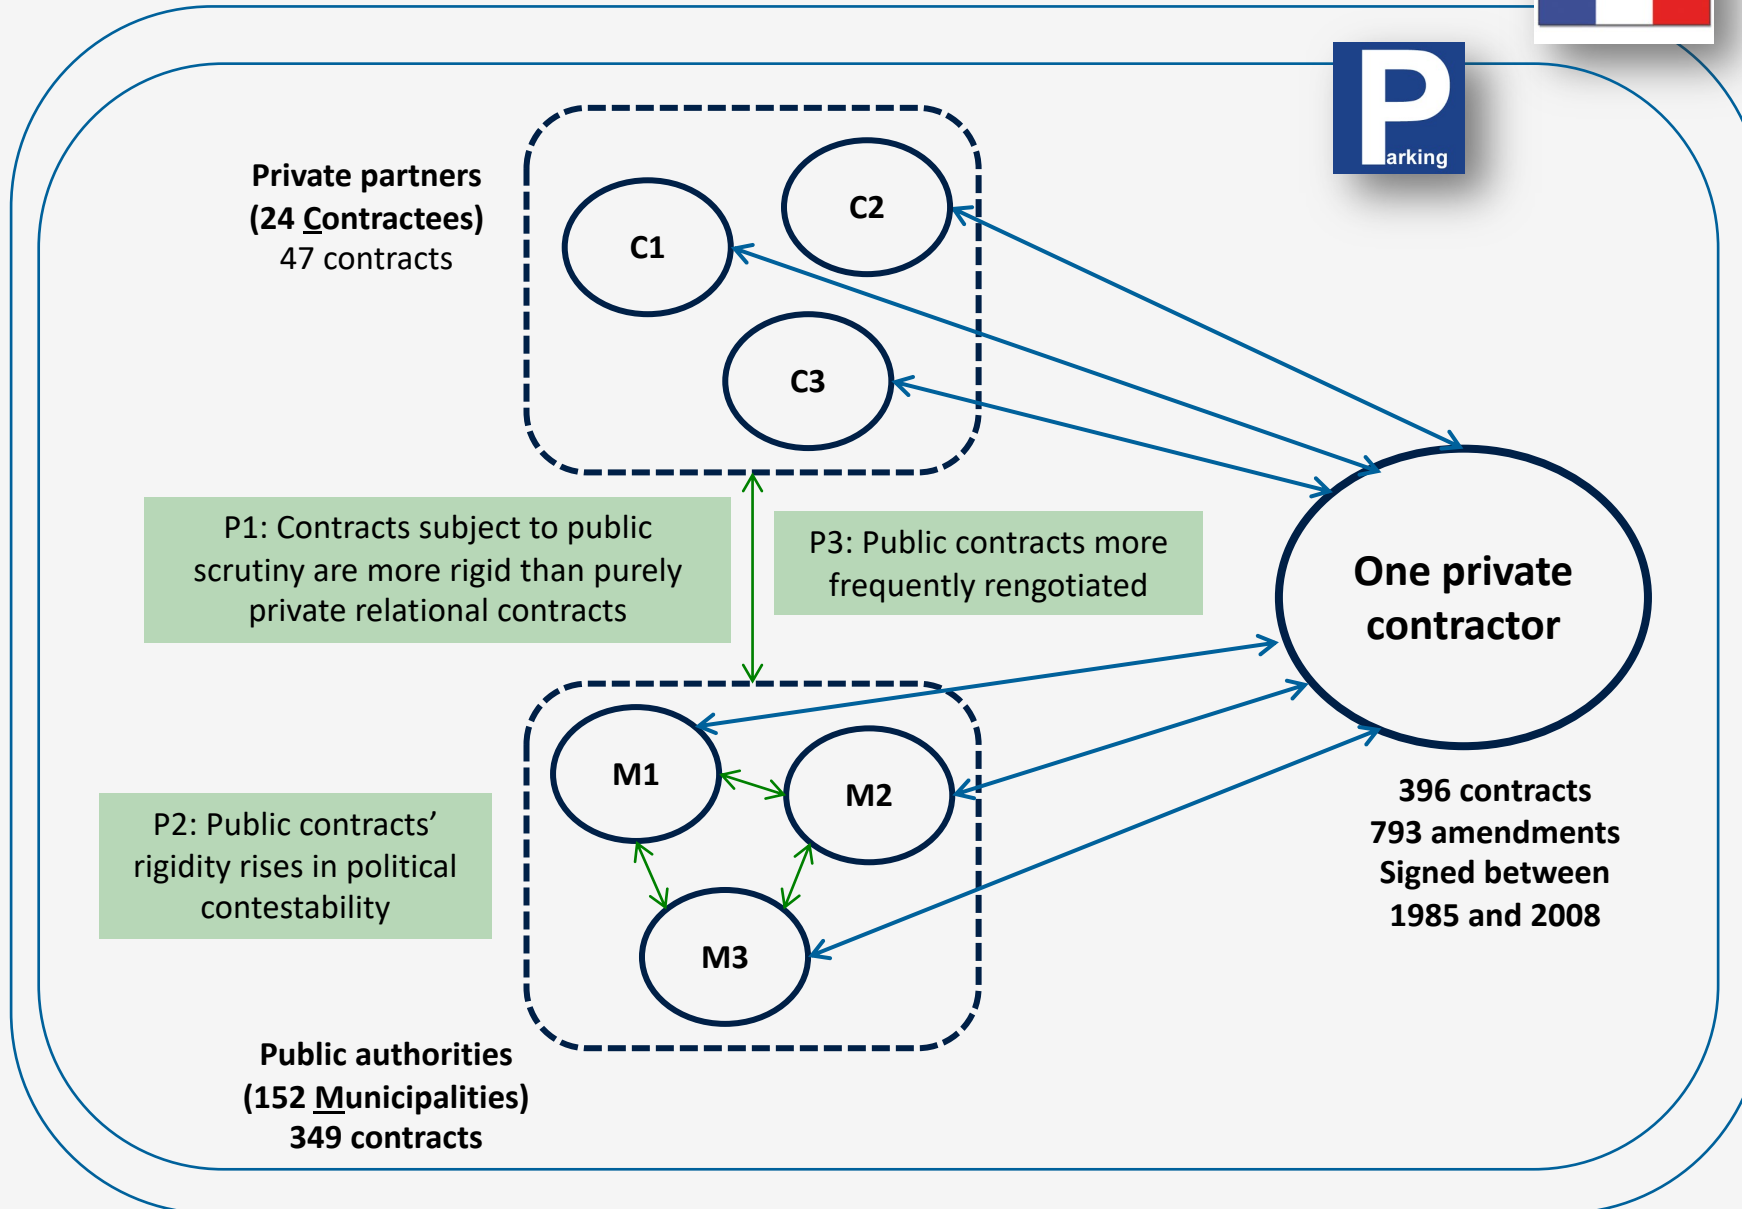 Parking
Private partners
(24 Contractees)
47 contracts
C1
C2
C3
P1: Contracts subject to public
scrutiny are more rigid than purely
private relational contracts
P3: Public contracts more
frequently rengotiated
One private
contractor
396 contracts
793 amendments
Signed between
1985 and 2008
P2: Public contracts’
rigidity rises in political
contestability
M1
M2
M3
Public authorities
(152 Municipalities)
349 contracts